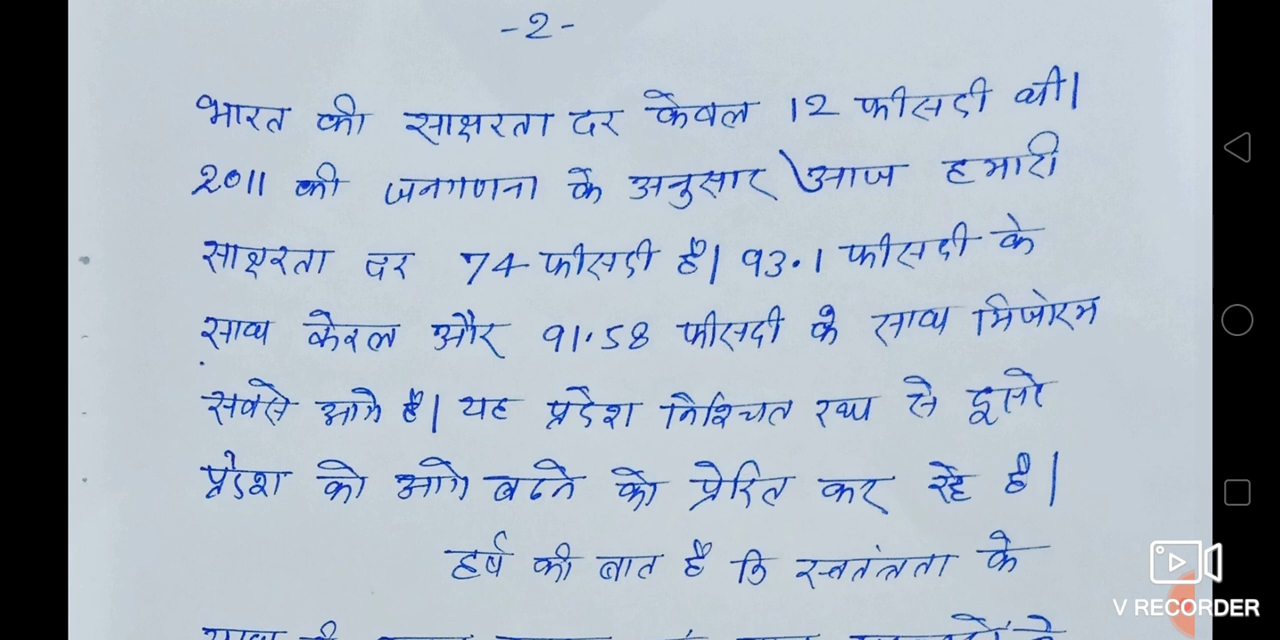 -2-
भारत की साक्षरता दर केवल 12 फीसदी थी|
2011 की जनगणना के अनुसार \आज हमारी
साक्षरता दर 74 फीसदी है| 93.1 फीसदी के
साथ केरल और 91.58 फीसदी के साथ मिजोरम
सबसे आगे है| यह प्रदेश निश्चित रूप से दूसरे
प्रदेश को आगे बढने को प्रेरित कर रहे है|
हर्ष की बात है कि स्वतंत्रता के
V RECORDER